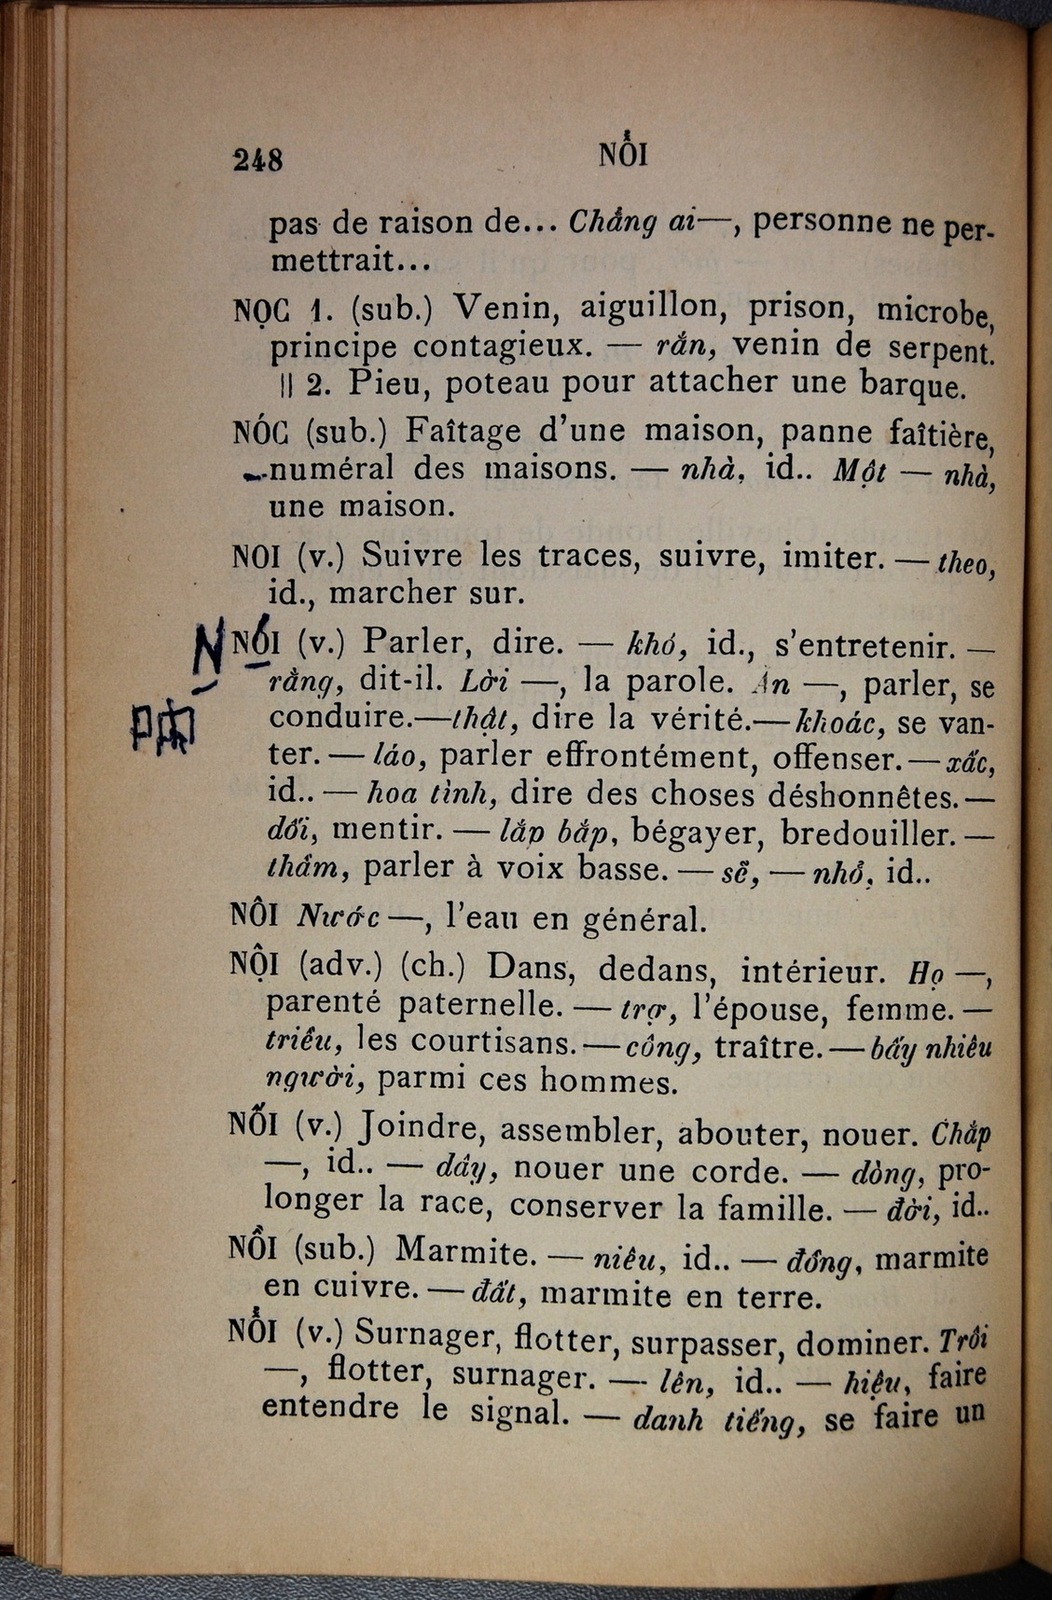 248 NỔI
pas de raison de... Chẳng ai—, personne ne per-
mettrait...
NỌC 1. (sub.) Venin, aiguillon, prison, microbe,
principe contagieux. — rắn, venin de serpent.
|| 2. Pieu, poteau pour attacher une barque.
NÓC (sub.) Faîtage d'une maison, panne faîtière,
numéral des maisons. — nhà, id.. Một — nhà,
une maison.
NOI (v.) Suivre les traces, suivre, imiter. — theo,
id., marcher sur.
N NÓI (v.) Parler, dire. — khó, id., s'entretenir. —
rằng, dit-il. Lời —, la parole. Ăn —, parler, se
conduire.—thật, dire la vérité.—khoác, se van-
ter. — láo, parler effrontément, offenser. — xấc,
id.. — hoa tình, dire des choses déshonnêtes. —
dối, mentir. — lắp bắp, bégayer, bredouiller. —
thầm, parler à voix basse. — sẽ, — nhỏ, id..
NÔI Nước —, l'eau en général.
NỘI (adv.) (ch.) Dans, dedans, intérieur. Họ —,
parenté paternelle. — trợ, l'épouse, femme. —
triều, les courtisans. — công, traître. — bấy nhiêu
người, parmi ces hommes.
NỐI (v.) Joindre, assembler, abouter, nouer. Chắp
—, id.. — dây, nouer une corde. — dòng, pro-
longer la race, conserver la famille. — đời, id..
NỒI (sub.) Marmite. — niêu, id.. — đồng, marmite
en cuivre. — đất, marmite en terre.
NỔI (v.) Surnager, flotter, surpasser, dominer. Trôi
—, flotter, surnager. — lên, id.. — hiệu, faire
entendre le signal. — danh tiếng, se faire un